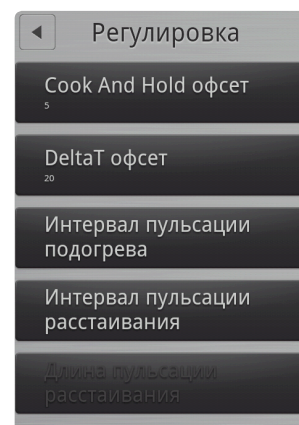 Регулировка
Cook And Hold офсет
5
DeltaT офсет
20
Интервал пульсации
подогрева
Интервал пульсации
расстаивания
Длина пульсации
расстаивания